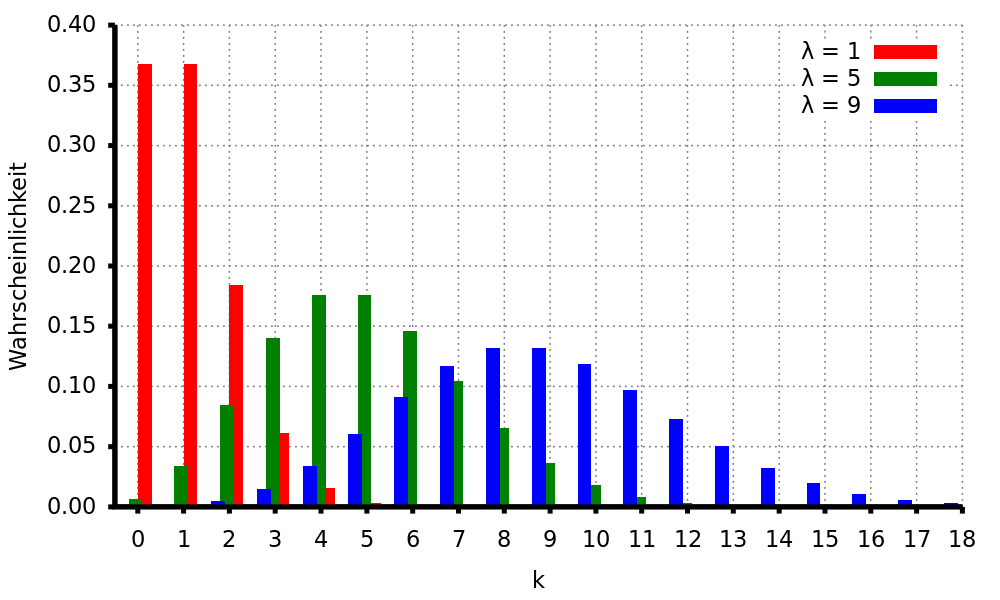 0.40
0.35
0.30
0.25
0.20
0.15
0.10
0.05
0.00
Wahrscheinlichkeit
λ = 1
λ = 5
λ = 9
0 1 2 3 4 5 6 7 8 9 10 11 12 13 14 15 16 17 18
k